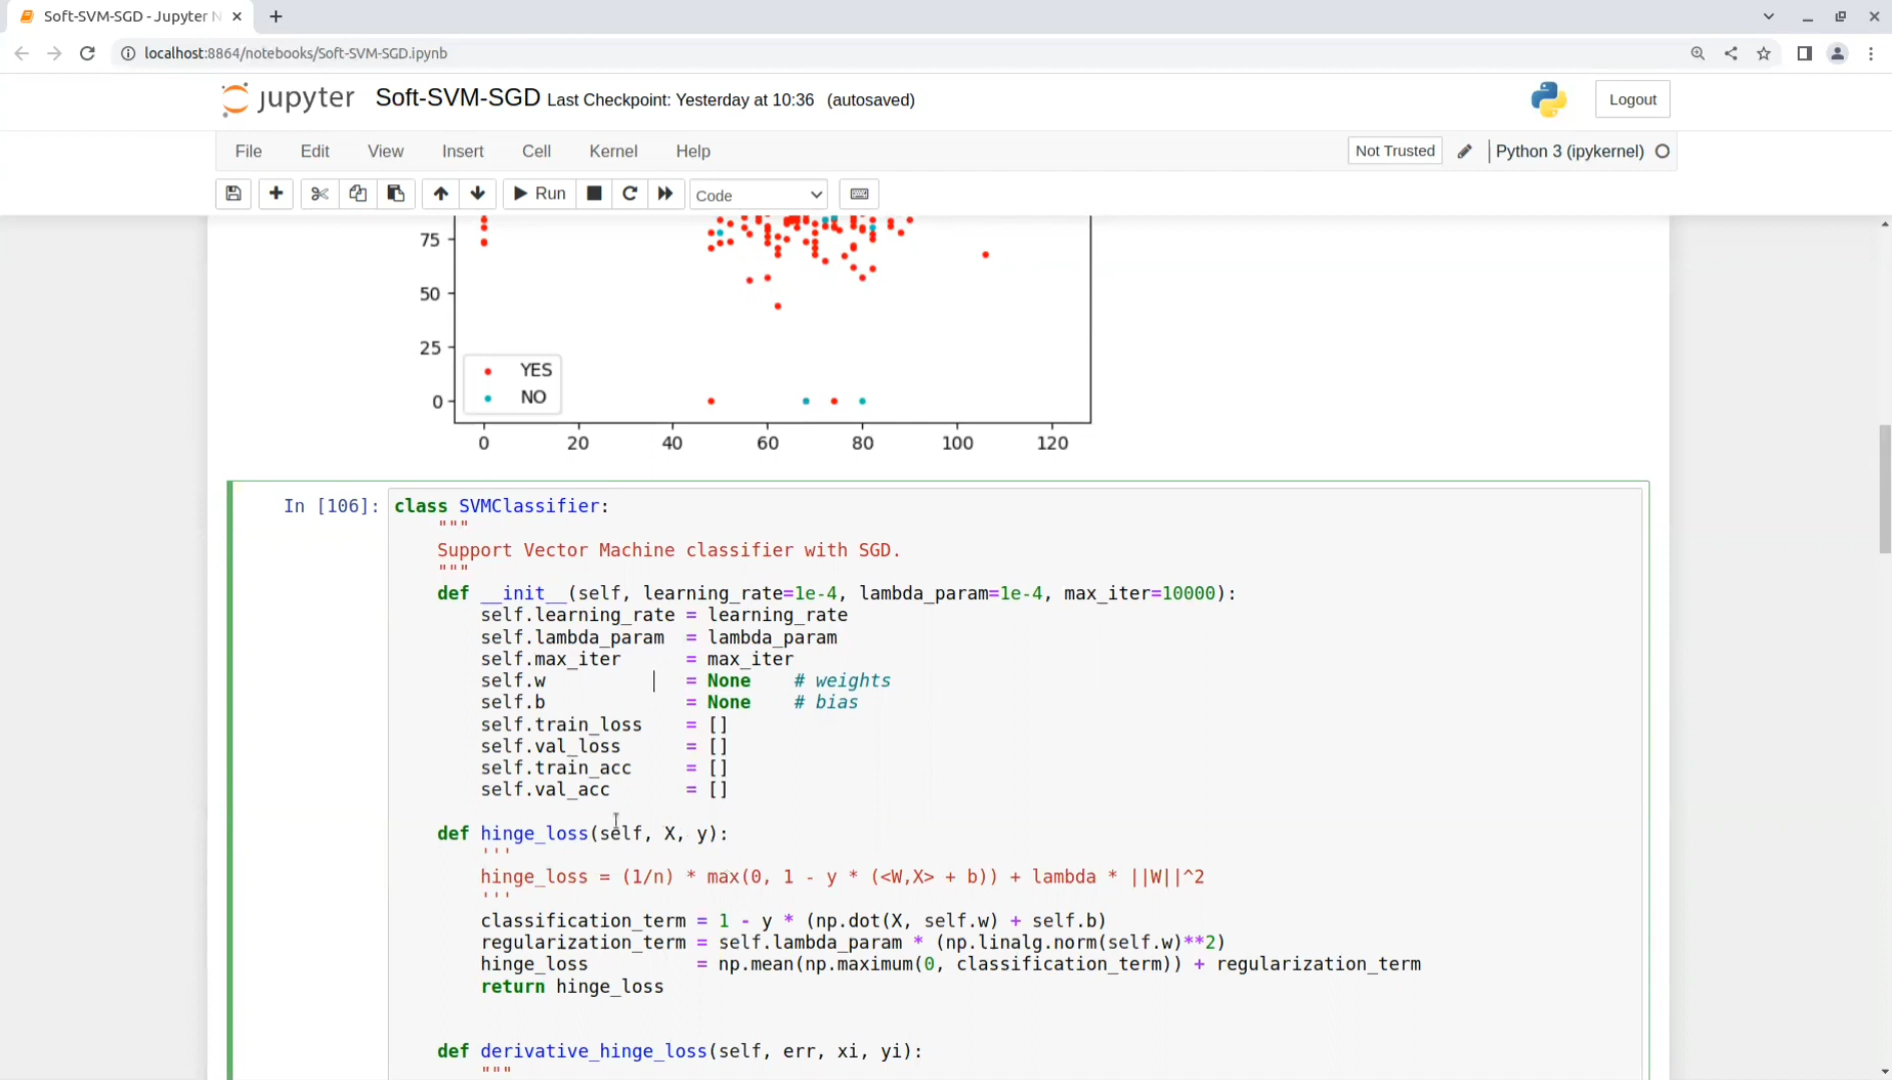 Soft-SVM-SGD - Jupyter N
localhost:8864/notebooks/Soft-SVM-SGD.ipynb
jupyter Soft-SVM-SGD Last Checkpoint: Yesterday at 10:36 (autosaved) Logout
File Edit View Insert Cell Kernel Help Not Trusted Python 3 (ipykernel)
Run Code
75
50
25
0
YES
NO
0 20 40 60 80 100 120
In [106]: class SVMClassifier:
"""
Support Vector Machine classifier with SGD.
"""
def __init__(self, learning_rate=1e-4, lambda_param=1e-4, max_iter=10000):
self.learning_rate = learning_rate
self.lambda_param = lambda_param
self.max_iter = max_iter
self.w = None # weights
self.b = None # bias
self.train_loss = []
self.val_loss = []
self.train_acc = []
self.val_acc = []
def hinge_loss(self, X, y):
'''
hinge_loss = (1/n) * max(0, 1 - y * (<W,X> + b)) + lambda * ||W||^2
'''
classification_term = 1 - y * (np.dot(X, self.w) + self.b)
regularization_term = self.lambda_param * (np.linalg.norm(self.w)**2)
hinge_loss = np.mean(np.maximum(0, classification_term)) + regularization_term
return hinge_loss
def derivative_hinge_loss(self, err, xi, yi):
"""